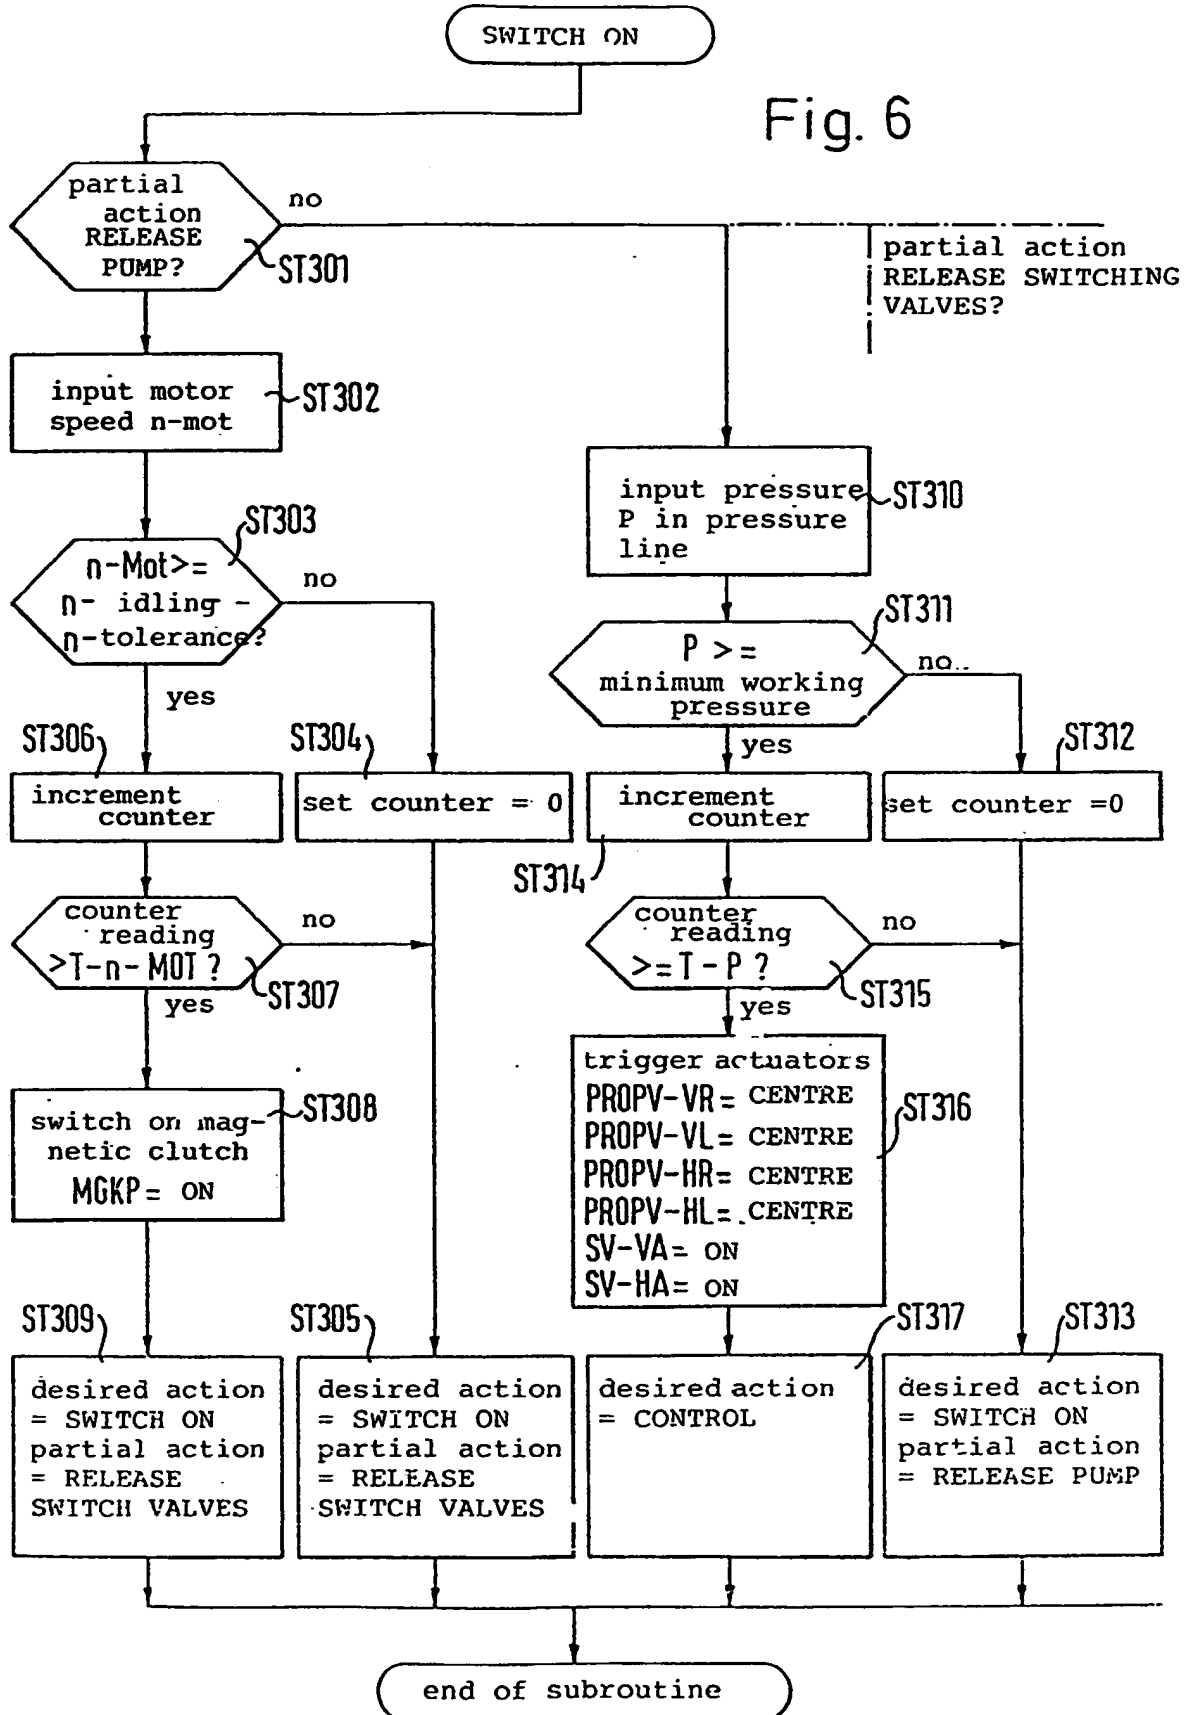 SWITCH ON
Fig. 6
partial
action
RELEASE
PUMP?
no
ST301
partial action
RELEASE SWITCHING
VALVES?
input motor
speed n-mot
ST302
ST303
n-Mot>=
n- idling -
n-tolerance?
no
yes
input pressure
P in pressure
line
ST310
ST311
P >=
minimum working
pressure
no
yes
ST306
increment
counter
ST304
set counter = 0
increment
counter
ST314
ST312
set counter =0
counter
reading
>T-n-MOT ?
no
ST307
yes
counter
reading
>= T-P ?
no
ST315
yes
switch on mag-
netic clutch
MGKP= ON
ST308
trigger actuators
PROPV-VR= CENTRE
PROPV-VL= CENTRE
PROPV-HR= CENTRE
PROPV-HL= CENTRE
SV-VA= ON
SV-HA= ON
ST316
ST309
desired action
= SWITCH ON
partial action
= RELEASE
SWITCH VALVES
ST305
desired action
= SWITCH ON
partial action
= RELEASE
SWITCH VALVES
ST317
desired action
= CONTROL
ST313
desired action
= SWITCH ON
partial action
= RELEASE PUMP
end of subroutine